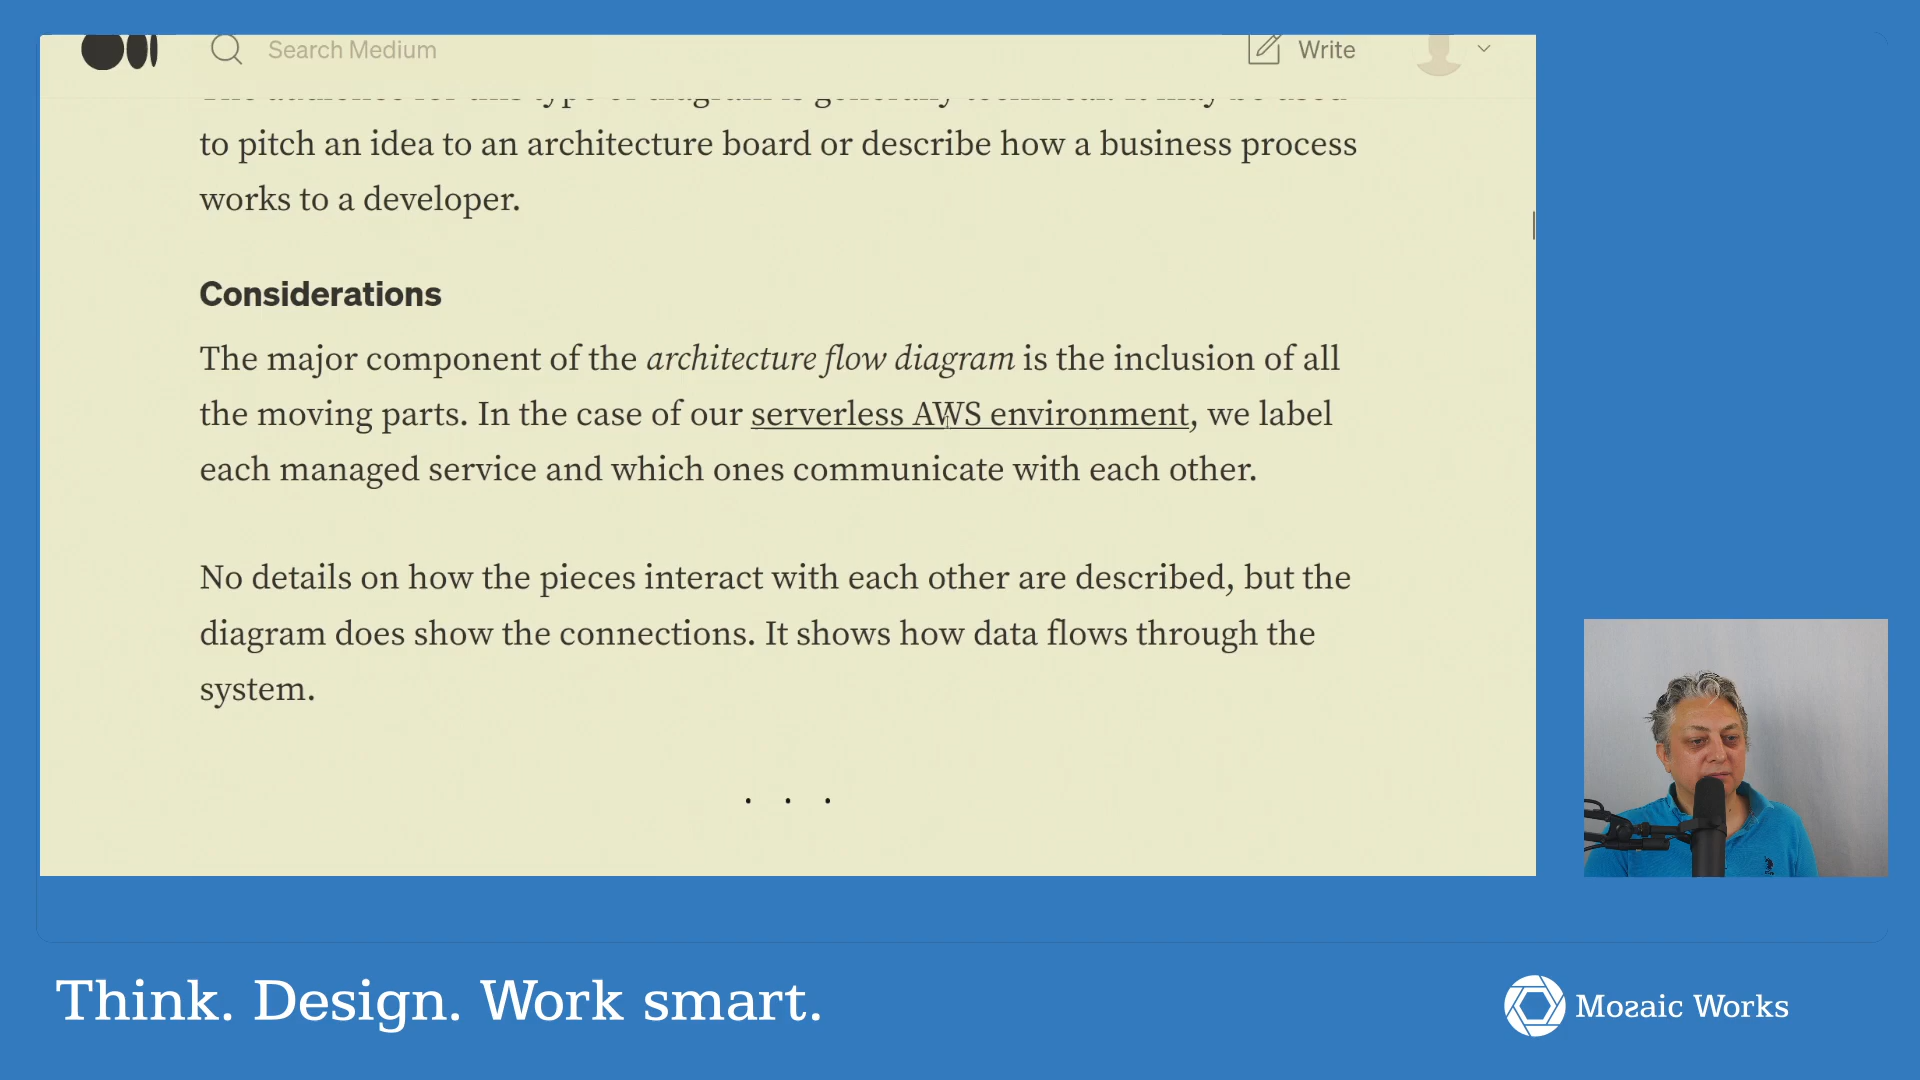 Search Medium
Write
to pitch an idea to an architecture board or describe how a business process
works to a developer.
Considerations
The major component of the architecture flow diagram is the inclusion of all
the moving parts. In the case of our serverless AWS environment, we label
each managed service and which ones communicate with each other.
No details on how the pieces interact with each other are described, but the
diagram does show the connections. It shows how data flows through the
system.
. . .
Think. Design. Work smart.
Mozaic Works